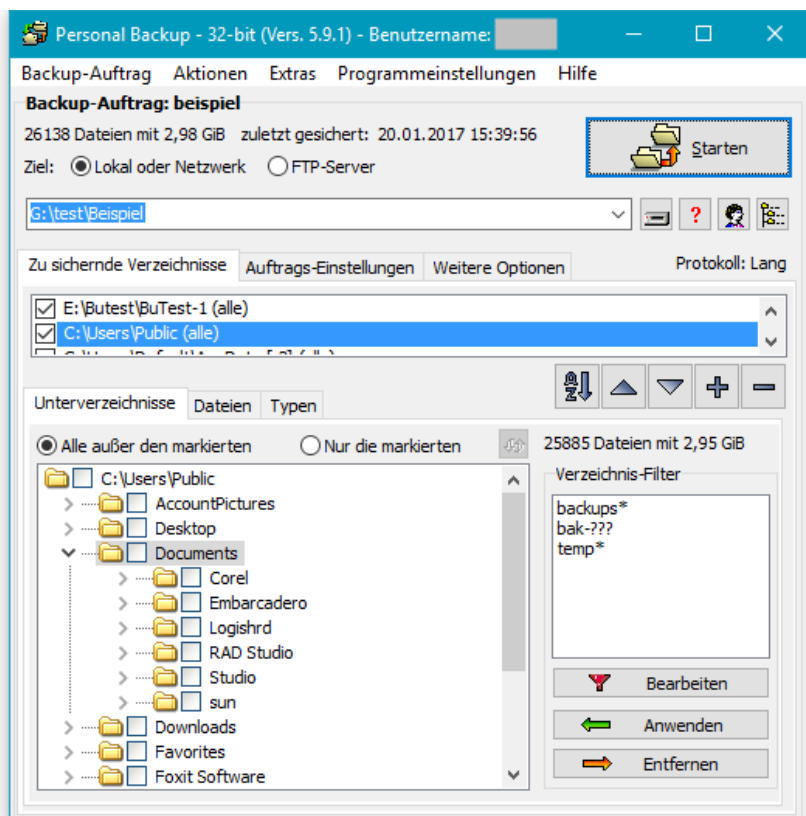 Personal Backup - 32-bit (Vers. 5.9.1) - Benutzername:
Backup-Auftrag Aktionen Extras Programmeinstellungen Hilfe
Backup-Auftrag: beispiel
26138 Dateien mit 2,98 GiB zuletzt gesichert: 20.01.2017 15:39:56
Starten
Ziel: Lokal oder Netzwerk FTP-Server
G:\test\Beispiel
Zu sichernde Verzeichnisse Auftrags-Einstellungen Weitere Optionen Protokoll: Lang
E:\Butest\BuTest-1 (alle)
C:\Users\Public (alle)
Unterverzeichnisse Dateien Typen
Alle außer den markierten Nur die markierten 25885 Dateien mit 2,95 GiB
C:\Users\Public
AccountPictures
Desktop
Documents
Corel
Embarcadero
Logishrd
RAD Studio
Studio
sun
Downloads
Favorites
Foxit Software
Verzeichnis-Filter
backups*
bak-???
temp*
Bearbeiten
Anwenden
Entfernen